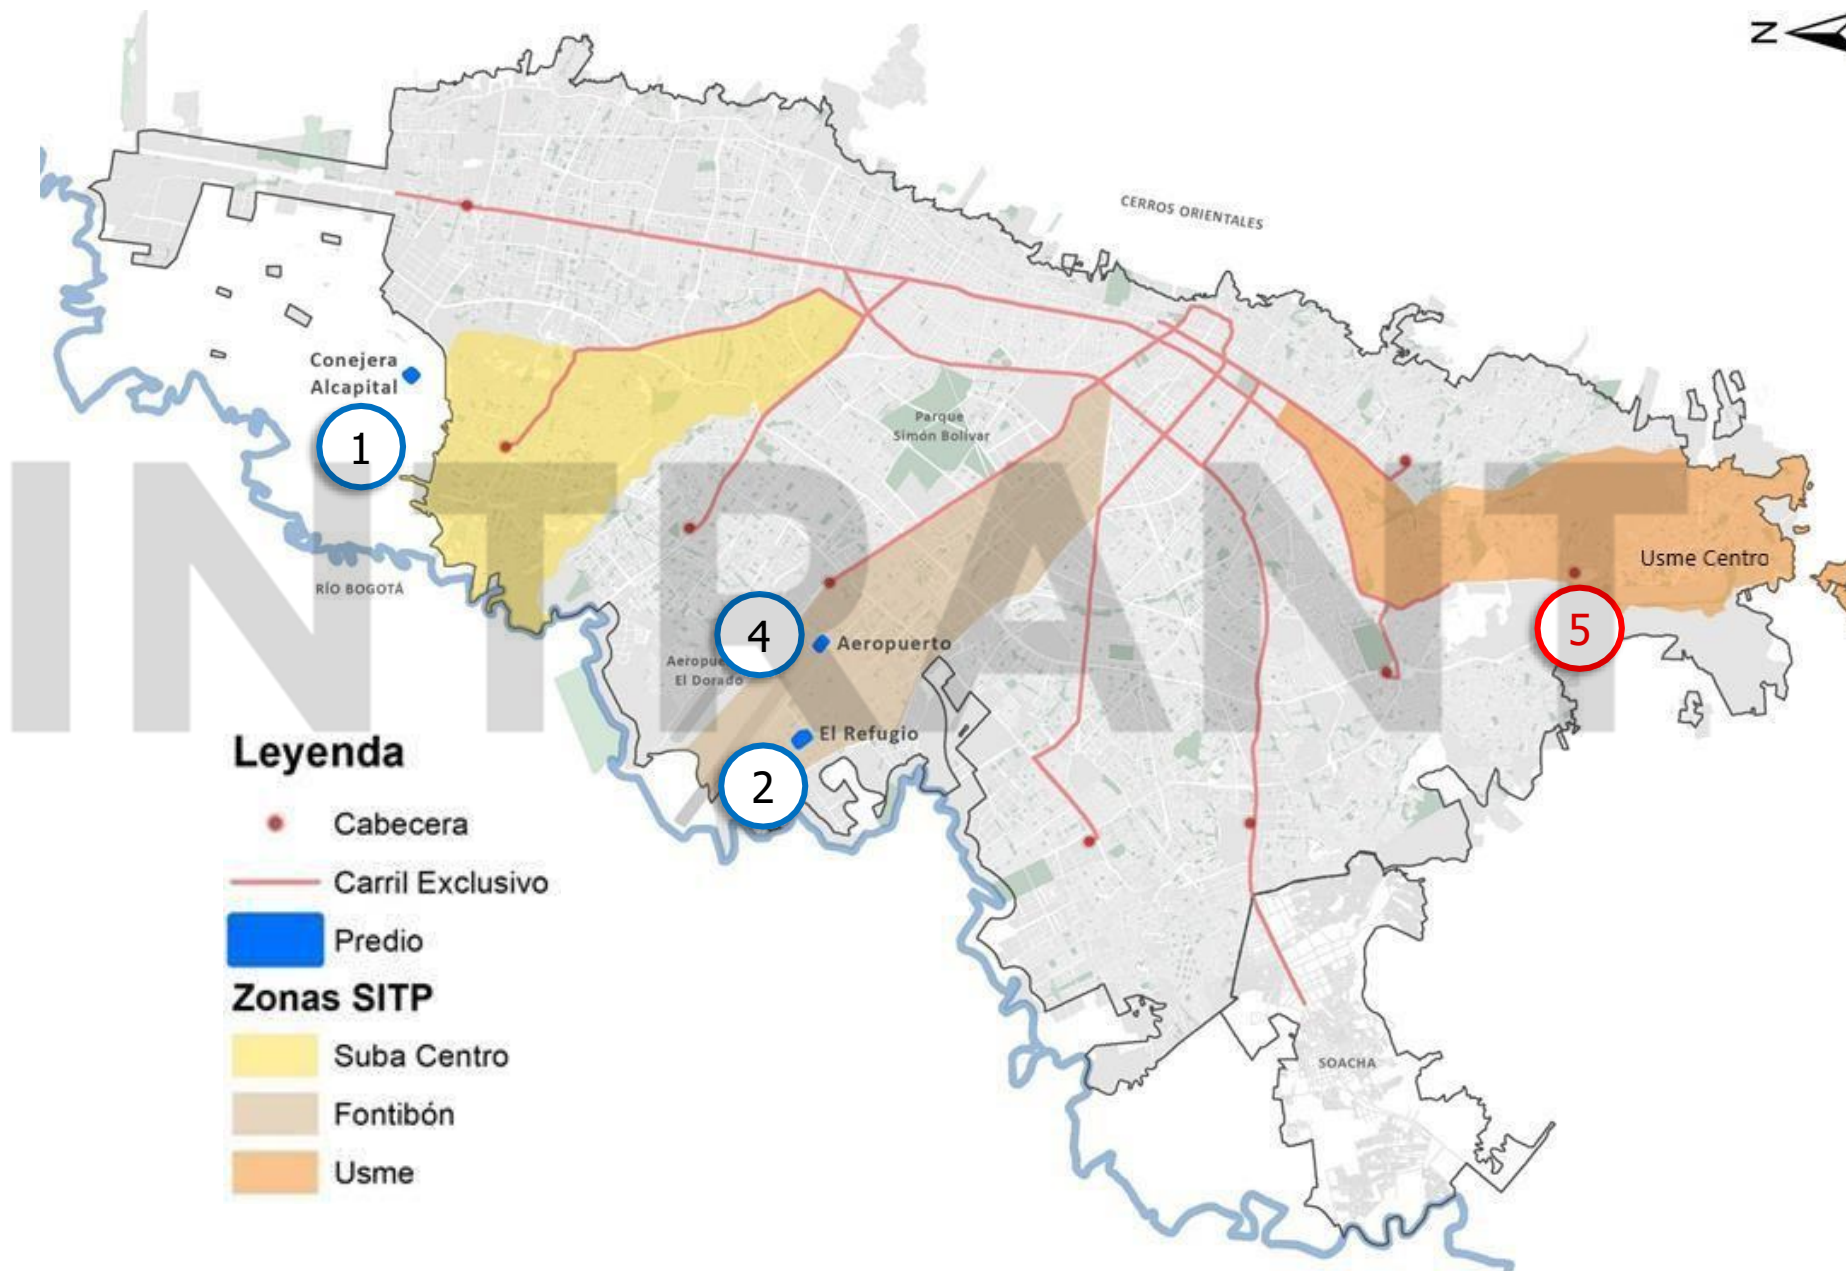 N
CERROS ORIENTALES
Conejera
Alcapital
1
Parque
Simón Bolívar
INTRANT
Usme Centro
RÍO BOGOTÁ
4
Aeropuerto
5
El Dorado
El Refugio
2
Leyenda
Cabecera
Carril Exclusivo
Predio
Zonas SITP
Suba Centro
Fontibón
Usme
SOACHA